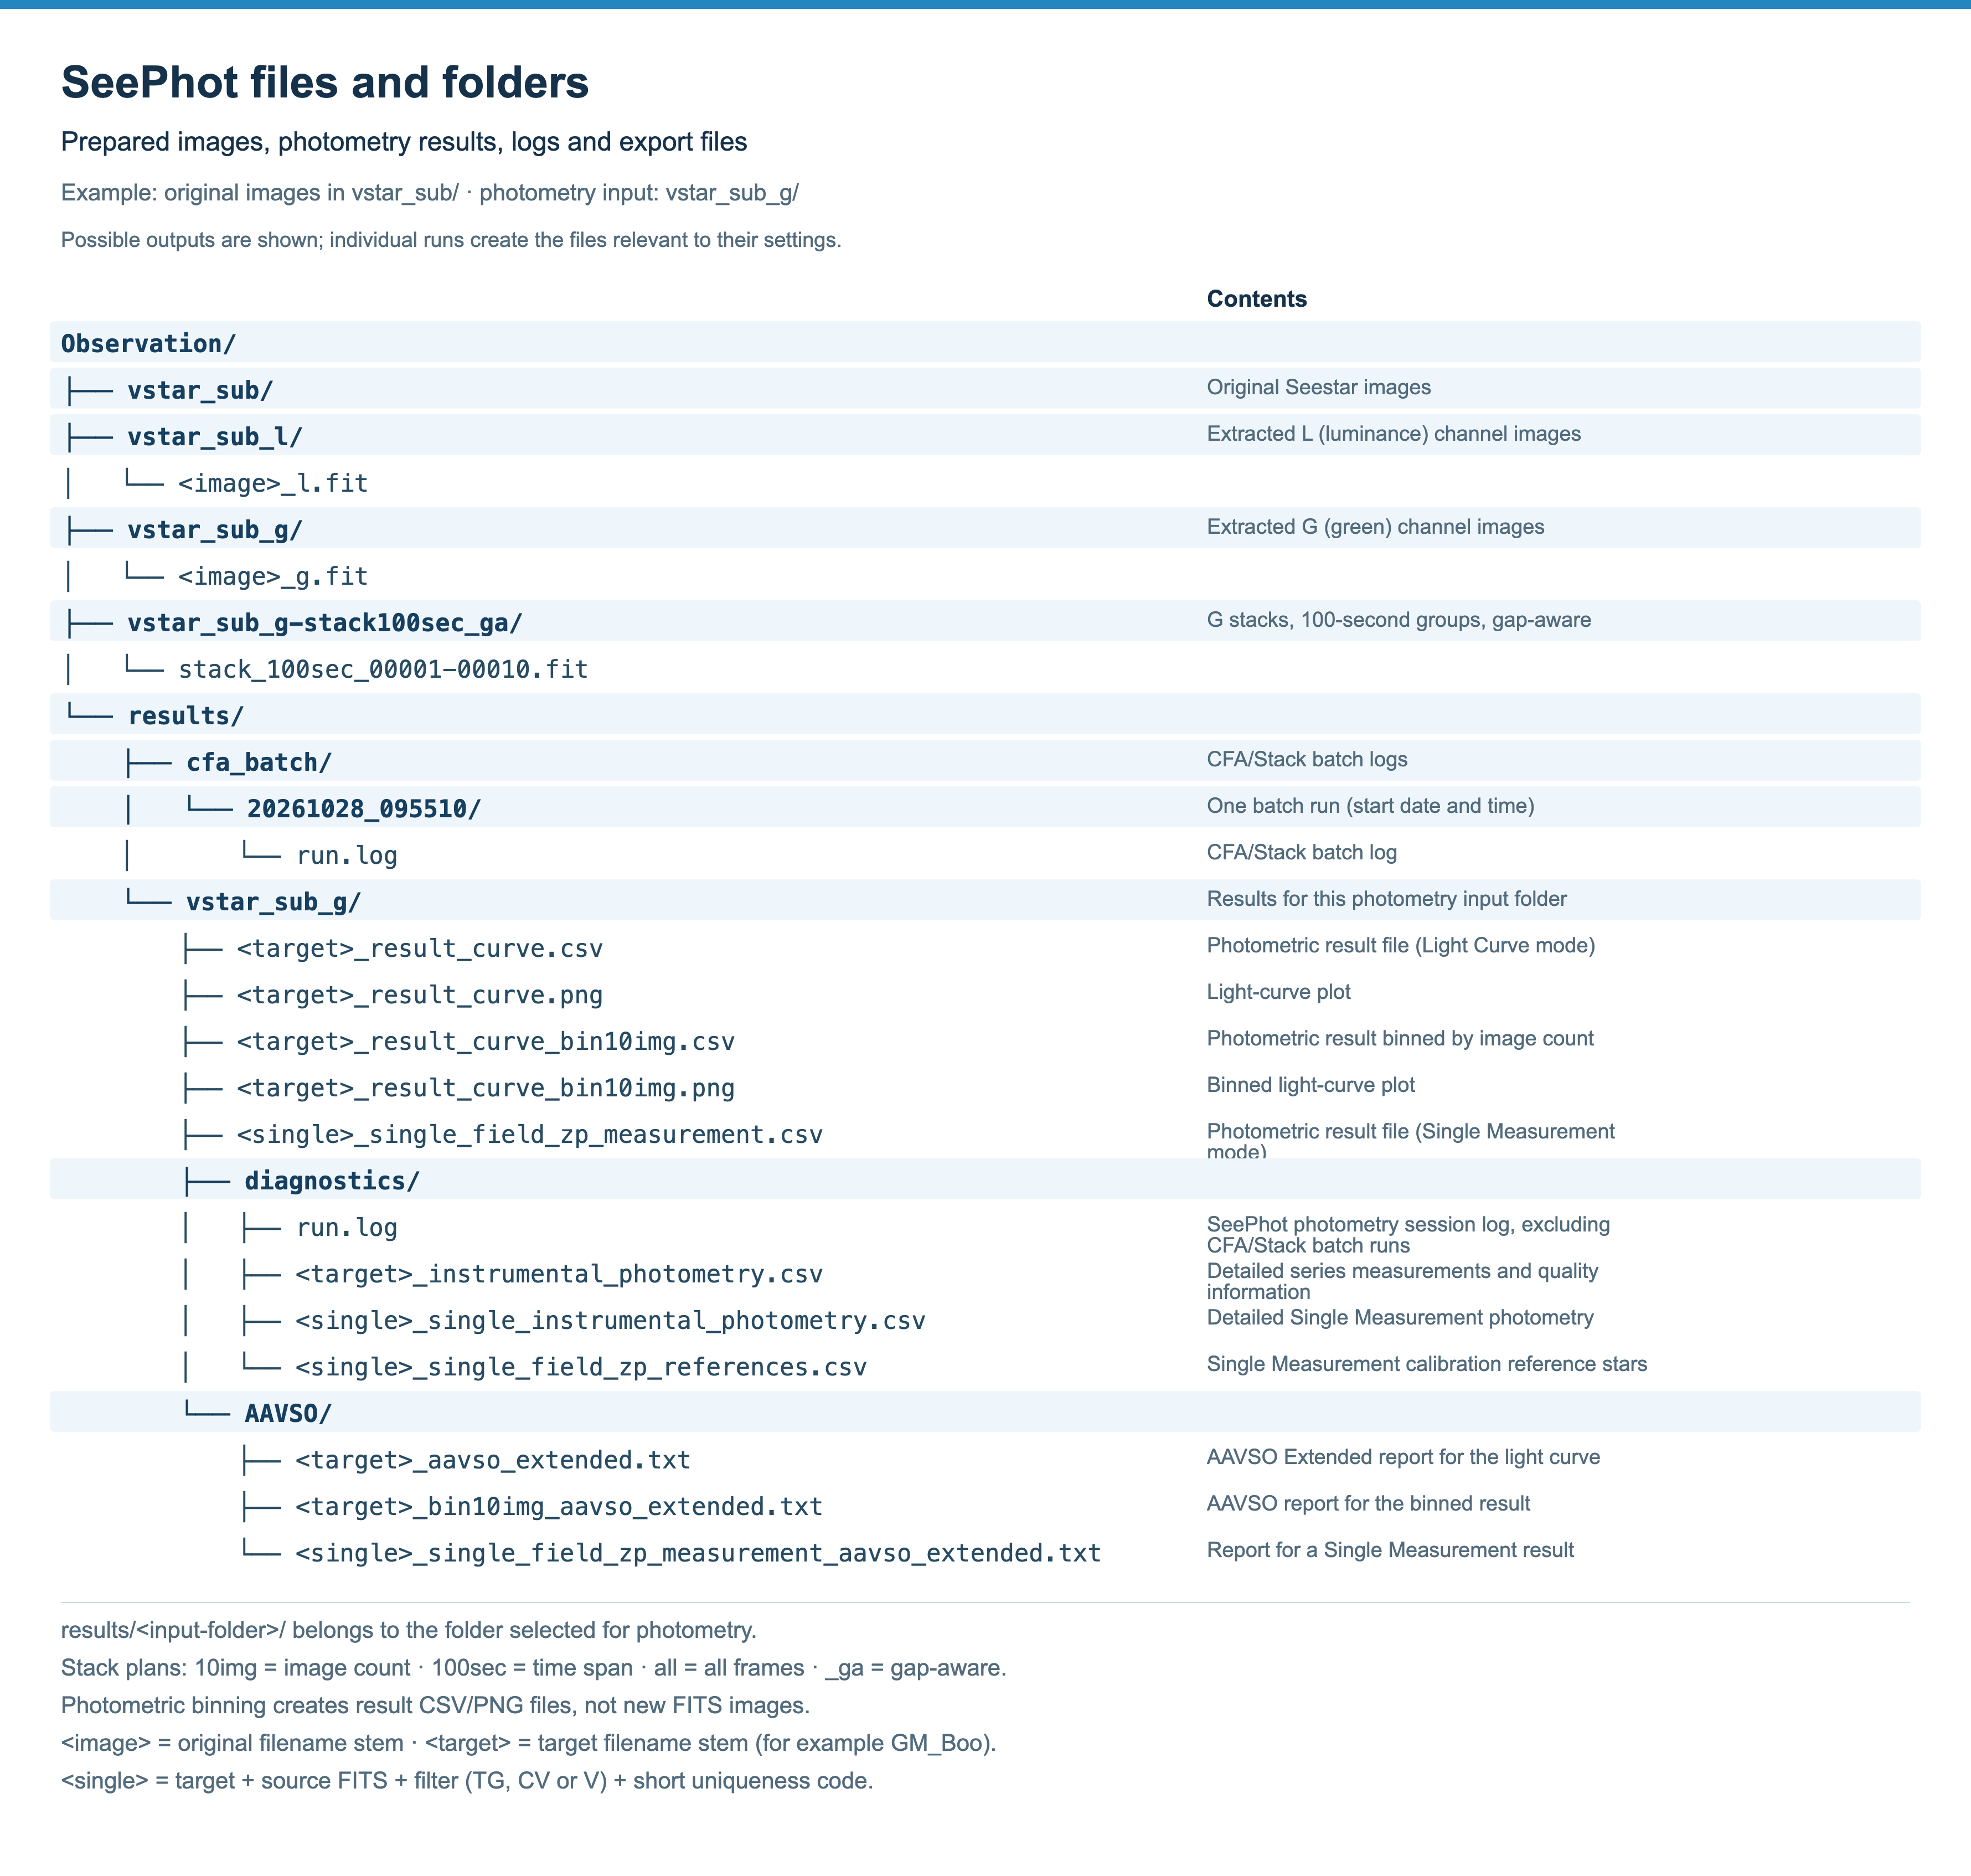 SeePhot files and folders
Prepared images, photometry results, logs and export files
Example: original images in vstar_sub/ · photometry input: vstar_sub_g/
Possible outputs are shown; individual runs create the files relevant to their settings.
Contents
Observation/
├── vstar_sub/ Original Seestar images
├── vstar_sub_l/ Extracted L (luminance) channel images
│   └── <image>_l.fit
├── vstar_sub_g/ Extracted G (green) channel images
│   └── <image>_g.fit
├── vstar_sub_g-stack100sec_ga/ G stacks, 100-second groups, gap-aware
│   └── stack_100sec_00001-00010.fit
└── results/
    ├── cfa_batch/ CFA/Stack batch logs
    │   └── 20261028_095510/ One batch run (start date and time)
    │       └── run.log CFA/Stack batch log
    └── vstar_sub_g/ Results for this photometry input folder
        ├── <target>_result_curve.csv Photometric result file (Light Curve mode)
        ├── <target>_result_curve.png Light-curve plot
        ├── <target>_result_curve_bin10img.csv Photometric result binned by image count
        ├── <target>_result_curve_bin10img.png Binned light-curve plot
        ├── <single>_single_field_zp_measurement.csv Photometric result file (Single Measurement
mode)
        ├── diagnostics/
        │   ├── run.log SeePhot photometry session log, excluding
CFA/Stack batch runs
        │   ├── <target>_instrumental_photometry.csv Detailed series measurements and quality
information
        │   ├── <single>_single_instrumental_photometry.csv Detailed Single Measurement photometry
        │   └── <single>_single_field_zp_references.csv Single Measurement calibration reference stars
        └── AAVSO/
            ├── <target>_aavso_extended.txt AAVSO Extended report for the light curve
            ├── <target>_bin10img_aavso_extended.txt AAVSO report for the binned result
            └── <single>_single_field_zp_measurement_aavso_extended.txt Report for a Single Measurement result
results/<input-folder>/ belongs to the folder selected for photometry.
Stack plans: 10img = image count · 100sec = time span · all = all frames · _ga = gap-aware.
Photometric binning creates result CSV/PNG files, not new FITS images.
<image> = original filename stem · <target> = target filename stem (for example GM_Boo).
<single> = target + source FITS + filter (TG, CV or V) + short uniqueness code.